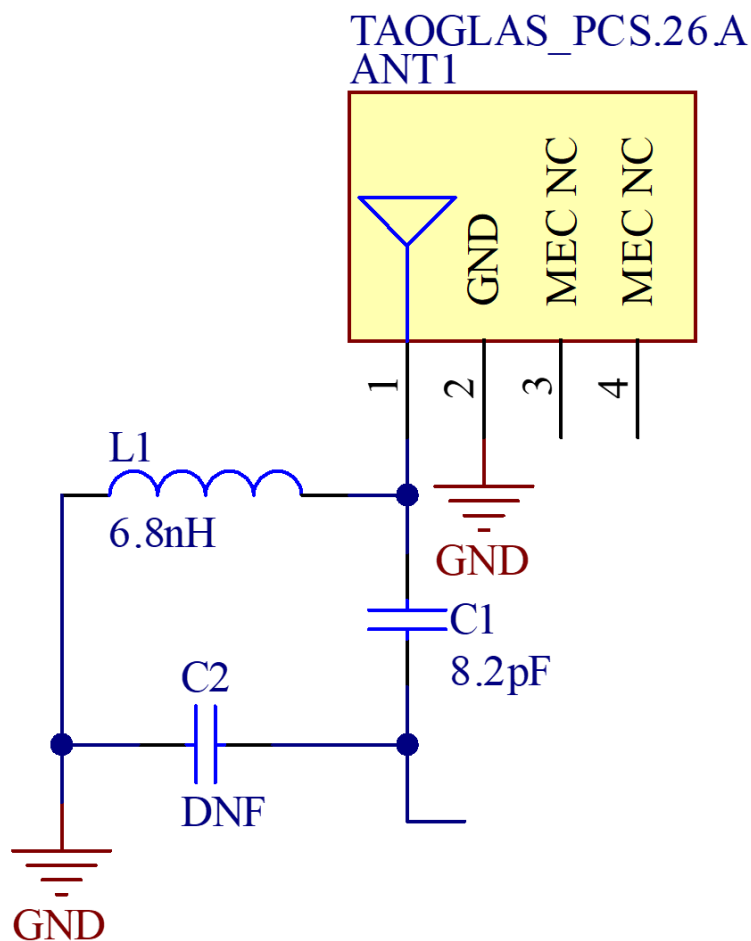 TAOGLAS_PCS.26.A
ANT1
GND
MEC NC
MEC NC
1
2
3
4
L1
6.8nH
GND
C1
8.2pF
C2
DNF
GND